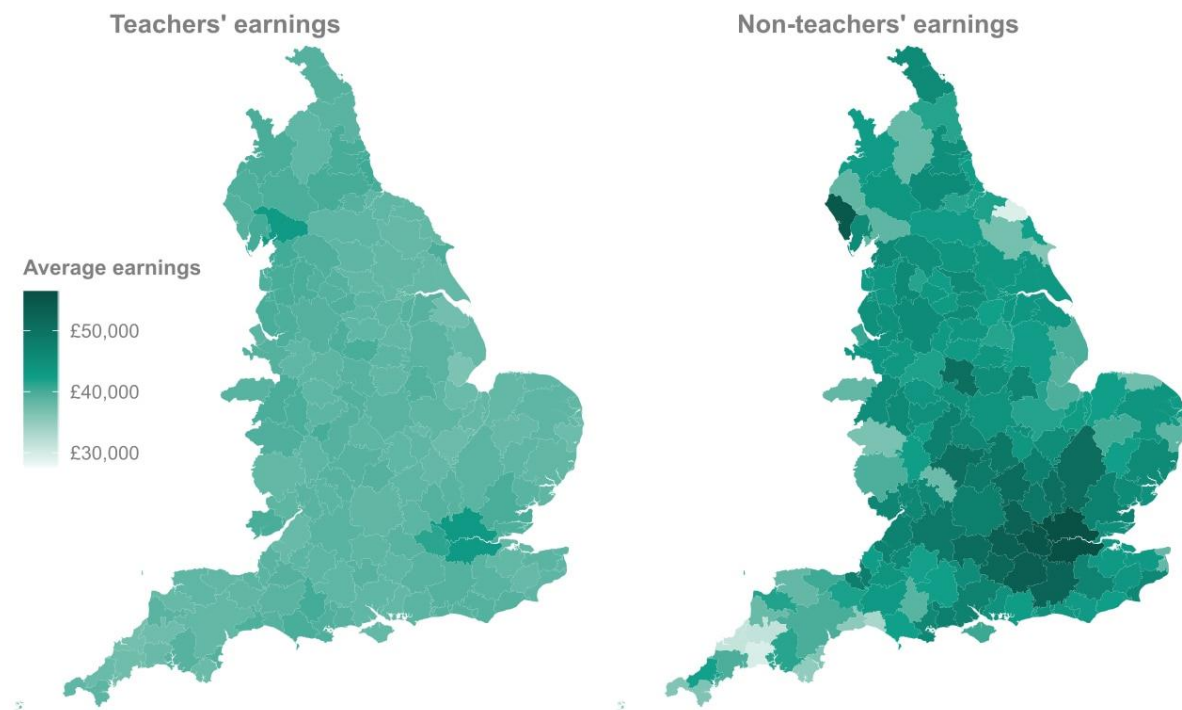 Teachers' earnings
Non-teachers' earnings
Average earnings
£50,000
£40,000
£30,000